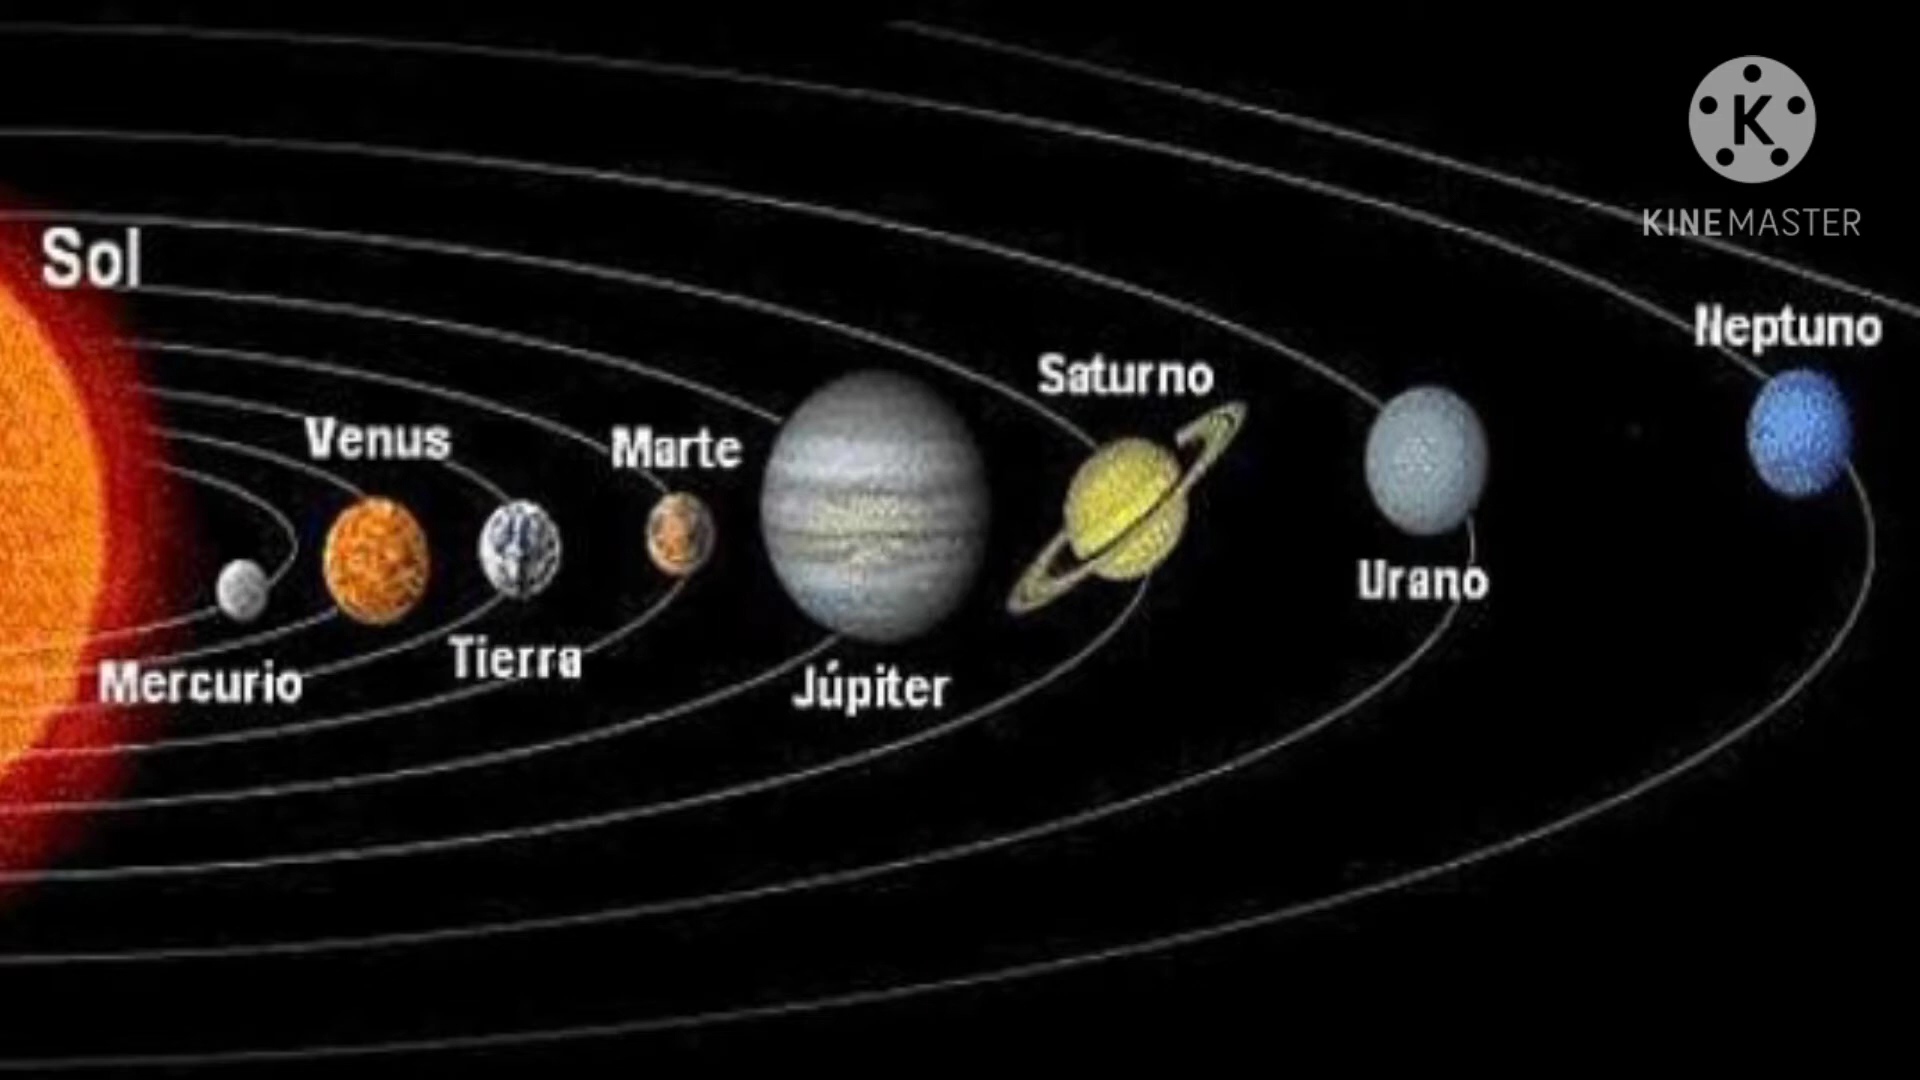 Sol
KINEMASTER
Neptuno
Saturno
Venus
Marte
Urano
Tierra
Mercurio
Júpiter